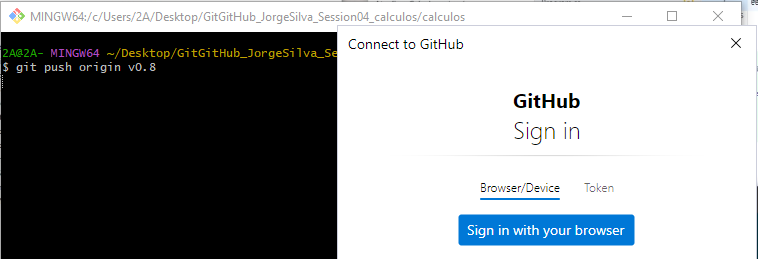 MINGW64:/c/Users/2A/Desktop/GitGitHub_JorgeSilva_Session04_calculos/calculos
2A@2A- MINGW64 ~/Desktop/GitGitHub_JorgeSilva_Se
$ git push origin v0.8
Connect to GitHub
GitHub
Sign in
Browser/Device Token
Sign in with your browser